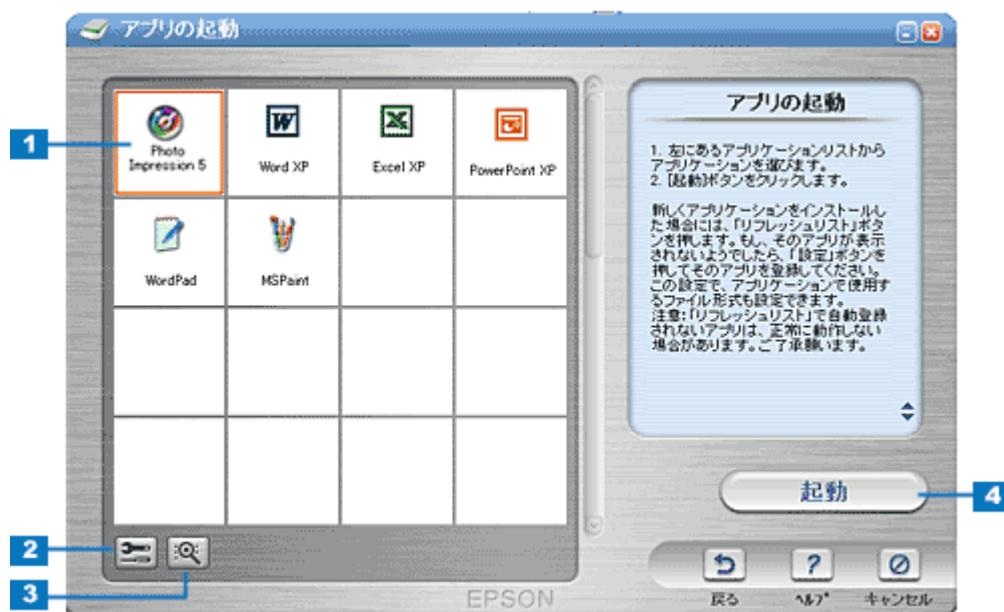 アプリの起動
Photo
Impression 5
Word XP
Excel XP
PowerPoint XP
WordPad
MSPaint
アプリの起動
1. 左にあるアプリケーションリストから
アプリケーションを選びます。
2. [起動]ボタンをクリックします。
新しくアプリケーションをインストールし
た場合には、「リフレッシュリスト」ボタ
ンを押します。もし、そのアプリが表示
されないようでしたら、「設定」ボタンを
押してそのアプリを登録してください。
この設定で、アプリケーションで使用す
るファイル形式も設定できます。
注意:「リフレッシュリスト」で自動登録
されないアプリは、正常に動作しない
場合があります。ご了承願います。
起動
戻る
?
ヘルプ
キャンセル
EPSON
1
2
3
4